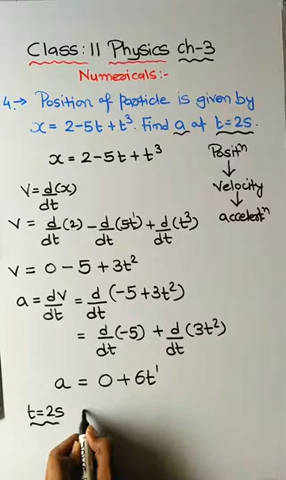 Class: 11 Physics ch-3
Numericals:-
4.→ Position of particle is given by
x = 2-5t+t³. Find a at t=2s.
x = 2-5t+t³
Positⁿ
↓
velocity
↓
accelertⁿ
V = d(x)/dt
V = d/dt(2) - d/dt(5t¹) + d/dt(t³)
V = 0 - 5 + 3t²
a = dV/dt = d/dt(-5+3t²)
= d/dt(-5) + d/dt(3t²)
a = 0+6t¹
t=2s